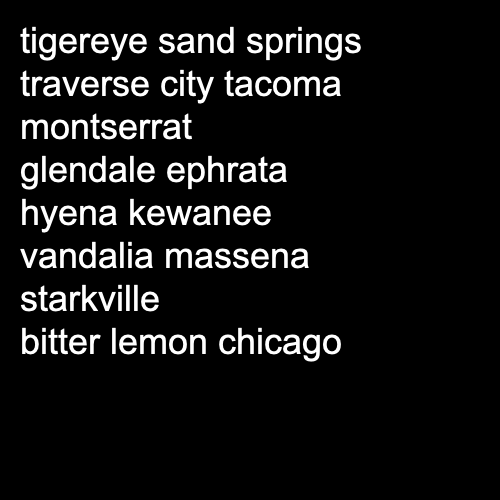 tigereye sand springs
traverse city tacoma
montserrat
glendale ephrata
hyena kewanee
vandalia massena
starkville
bitter lemon chicago